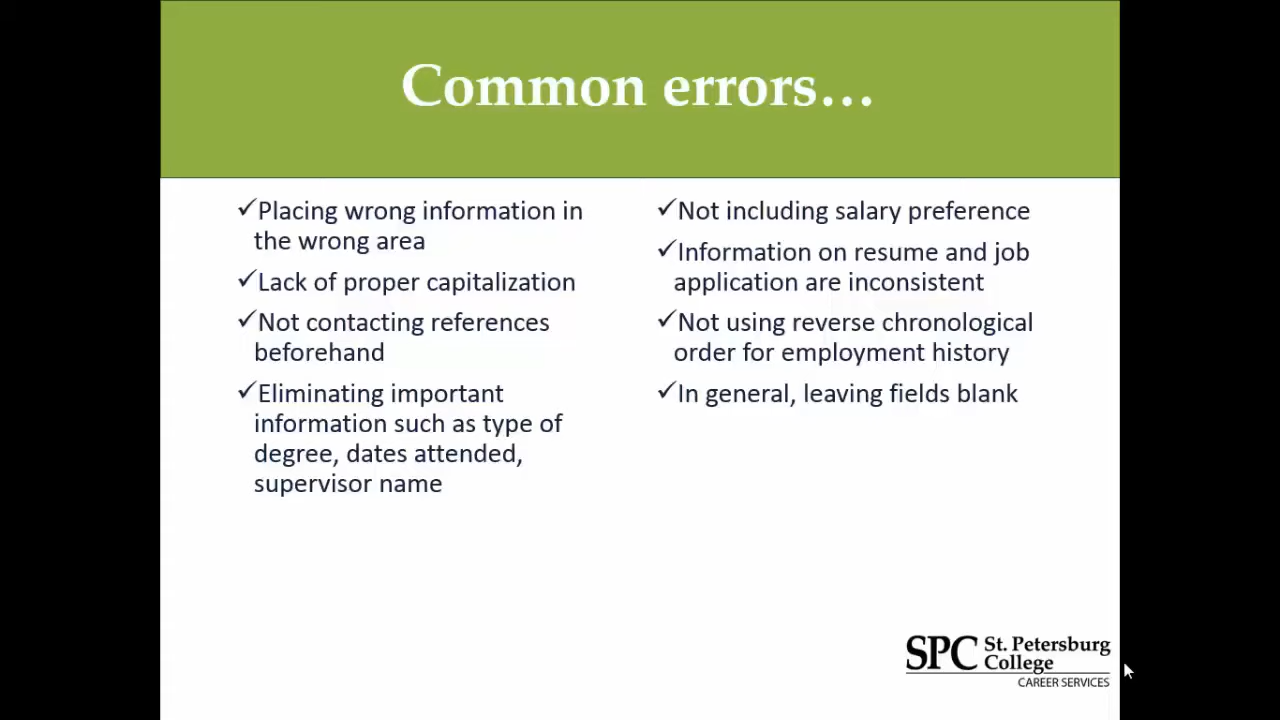 Common errors…
✓Placing wrong information in
the wrong area
✓Lack of proper capitalization
✓Not contacting references
beforehand
✓Eliminating important
information such as type of
degree, dates attended,
supervisor name
✓Not including salary preference
✓Information on resume and job
application are inconsistent
✓Not using reverse chronological
order for employment history
✓In general, leaving fields blank
SPC St. Petersburg
College
CAREER SERVICES